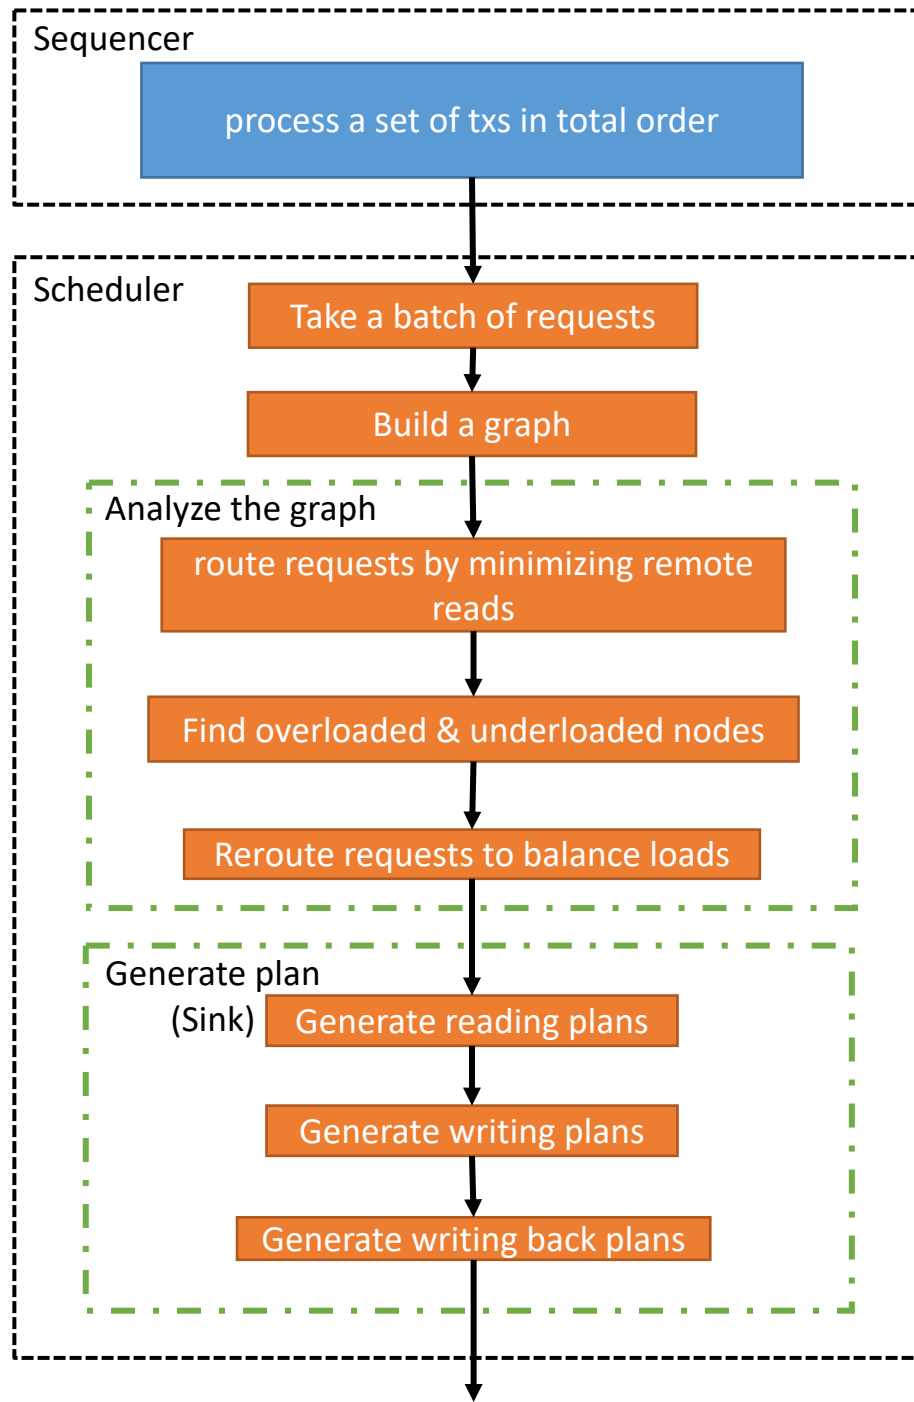 Sequencer
process a set of txs in total order
Scheduler
Take a batch of requests
Build a graph
Analyze the graph
route requests by minimizing remote
reads
Find overloaded & underloaded nodes
Reroute requests to balance loads
Generate plan
(Sink)
Generate reading plans
Generate writing plans
Generate writing back plans